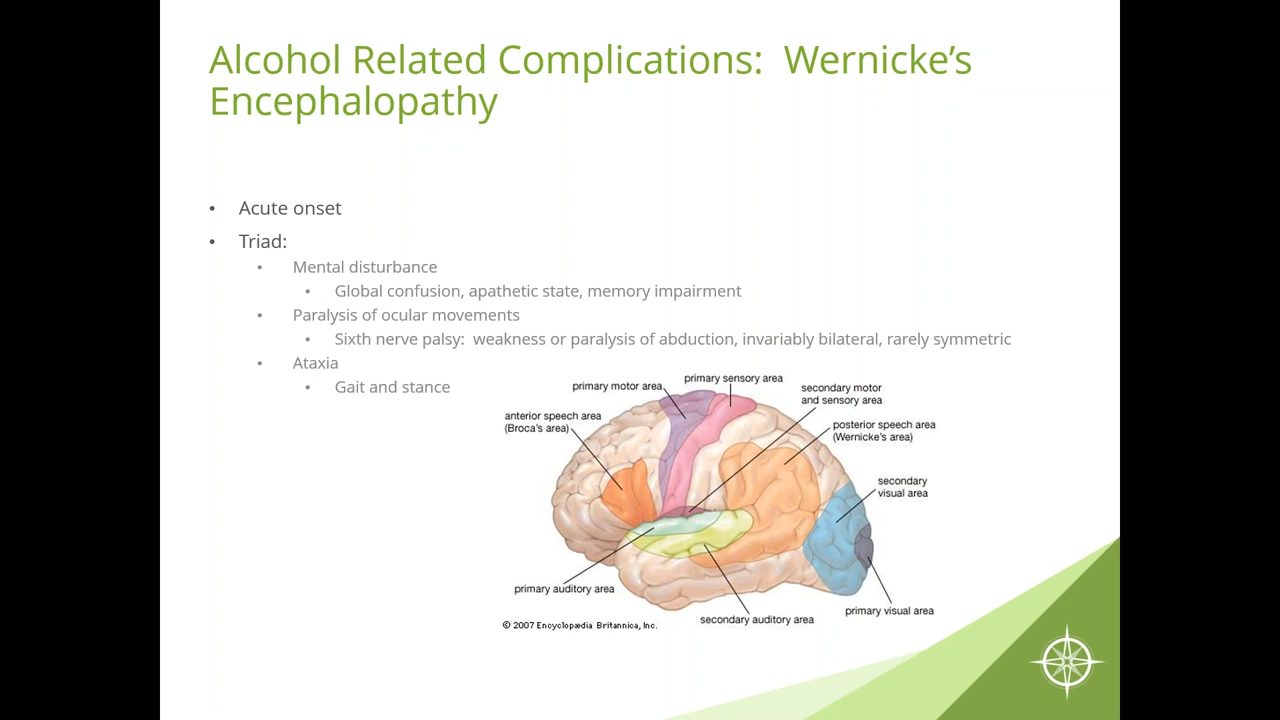 Alcohol Related Complications:  Wernicke’s
Encephalopathy
• Acute onset
• Triad:
• Mental disturbance
• Global confusion, apathetic state, memory impairment
• Paralysis of ocular movements
• Sixth nerve palsy:  weakness or paralysis of abduction, invariably bilateral, rarely symmetric
• Ataxia
• Gait and stance
primary motor area
primary sensory area
secondary motor
and sensory area
anterior speech area
(Broca's area)
posterior speech area
(Wernicke's area)
secondary
visual area
primary auditory area
primary visual area
secondary auditory area
© 2007 Encyclopædia Britannica, Inc.